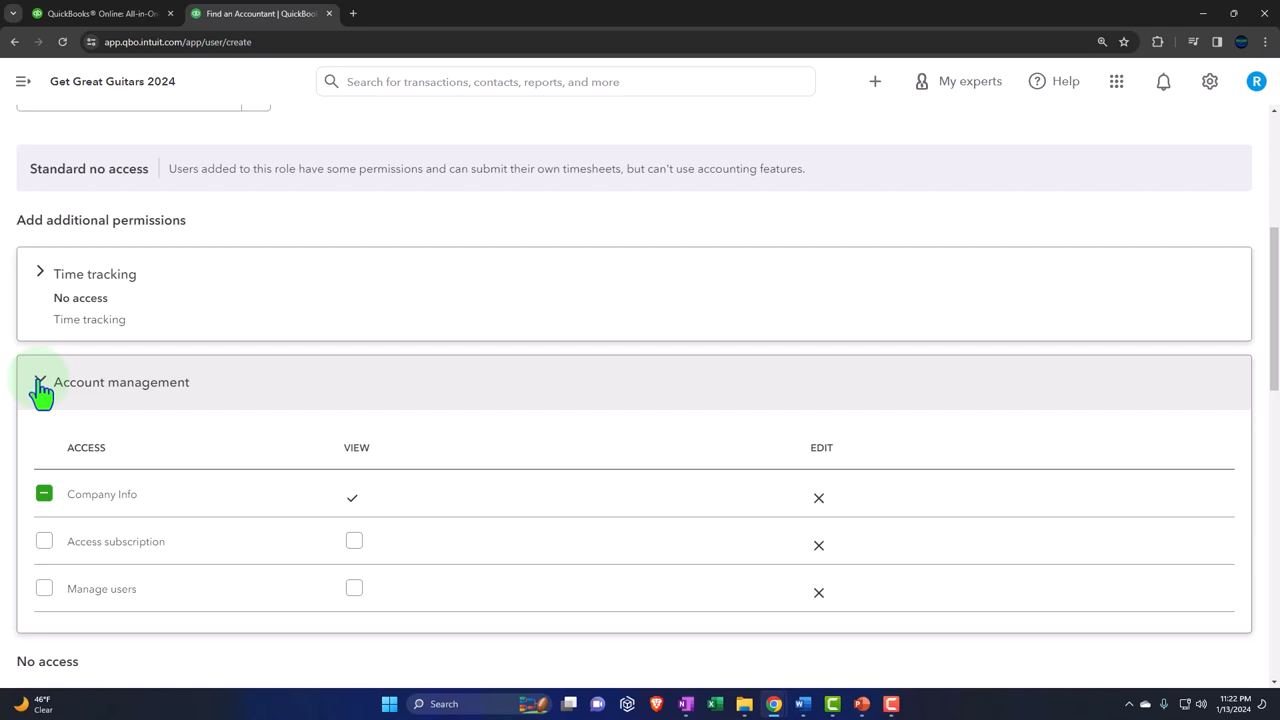 QuickBooks® Online: All-in-On
Find an Accountant | QuickBook
app.qbo.intuit.com/app/user/create
Get Great Guitars 2024
Search for transactions, contacts, reports, and more
My experts
Help
R
Standard no access
Users added to this role have some permissions and can submit their own timesheets, but can't use accounting features.
Add additional permissions
Time tracking
No access
Time tracking
Account management
ACCESS VIEW EDIT
Company Info
Access subscription
Manage users
No access
46°F
Clear
Search
11:22 PM
1/13/2024